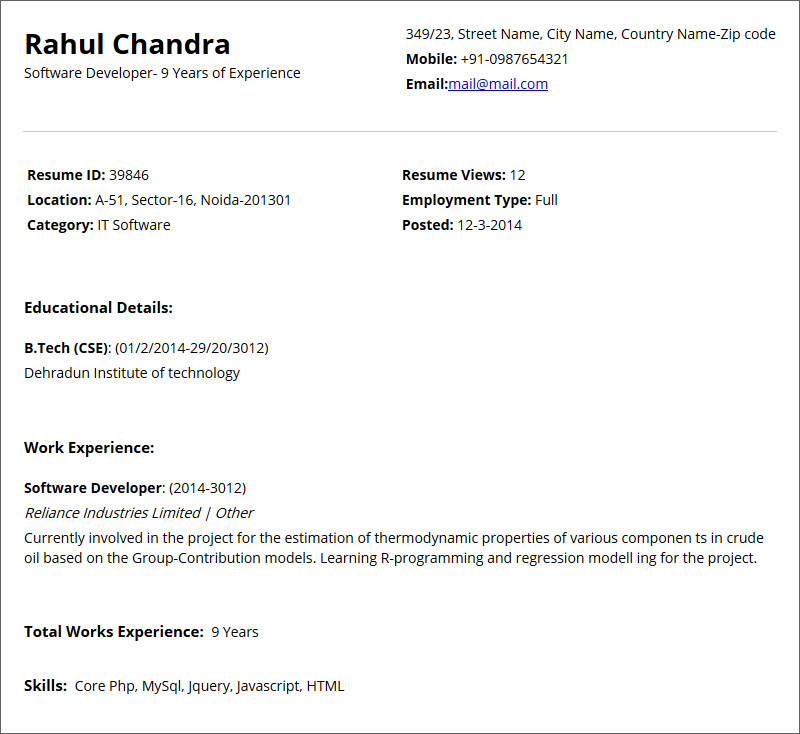 Rahul Chandra
Software Developer- 9 Years of Experience
349/23, Street Name, City Name, Country Name-Zip code
Mobile: +91-0987654321
Email:mail@mail.com
Resume ID: 39846
Location: A-51, Sector-16, Noida-201301
Category: IT Software
Resume Views: 12
Employment Type: Full
Posted: 12-3-2014
Educational Details:
B.Tech (CSE): (01/2/2014-29/20/3012)
Dehradun Institute of technology
Work Experience:
Software Developer: (2014-3012)
Reliance Industries Limited | Other
Currently involved in the project for the estimation of thermodynamic properties of various componen ts in crude
oil based on the Group-Contribution models. Learning R-programming and regression modell ing for the project.
Total Works Experience: 9 Years
Skills: Core Php, MySql, Jquery, Javascript, HTML